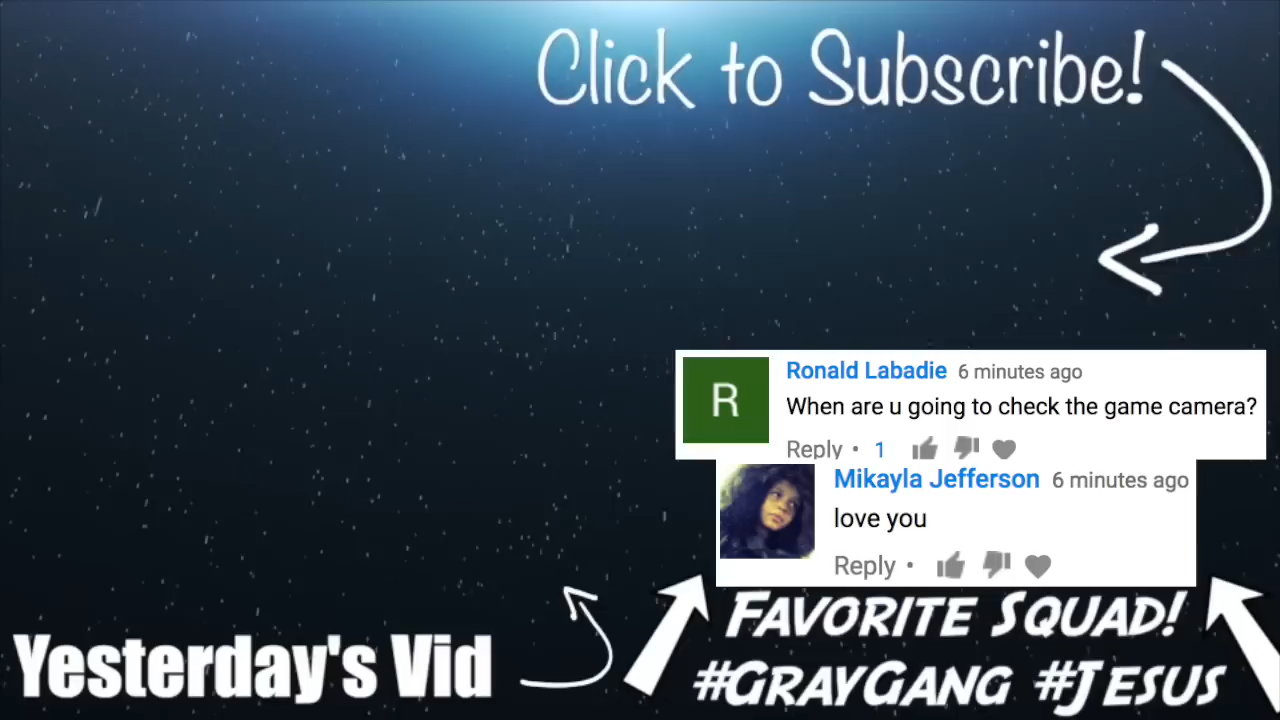 Click to Subscribe!
R
Ronald Labadie 6 minutes ago
When are u going to check the game camera?
Reply • 1
Mikayla Jefferson 6 minutes ago
love you
Reply •
FAVORITE SQUAD!
#GRAYGANG #JESUS
Yesterday's Vid